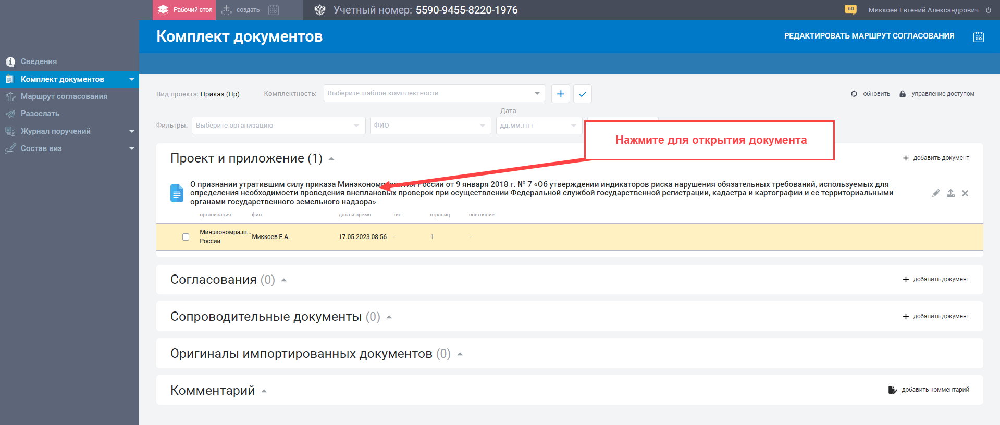 Рабочий стол
создать
Учетный номер: 5590-9455-8220-1976
60
Миккоев Евгений Александрович
Комплект документов
РЕДАКТИРОВАТЬ МАРШРУТ СОГЛАСОВАНИЯ
Сведения
Комплект документов
Маршрут согласования
Разослать
Журнал поручений
Состав виз
Вид проекта: Приказ (Пр)
Комплектность:
Выберите шаблон комплектности
обновить
управление доступом
Дата
Фильтры:
Выберите организацию
ФИО
дд.мм.гггг
Нажмите для открытия документа
Проект и приложение (1)
добавить документ
О признании утратившим силу приказа Минэкономразвития России от 9 января 2018 г. № 7 «Об утверждении индикаторов риска нарушения обязательных требований, используемых для
определения необходимости проведения внеплановых проверок при осуществлении Федеральной службой государственной регистрации, кадастра и картографии и ее территориальными
органами государственного земельного надзора»
организация фио дата и время тип страниц состояние
Минэкономразв... Миккоев Е.А. 17.05.2023 08:56 - 1 -
России
Согласования (0)
добавить документ
Сопроводительные документы (0)
добавить документ
Оригиналы импортированных документов (0)
Комментарий
добавить комментарий